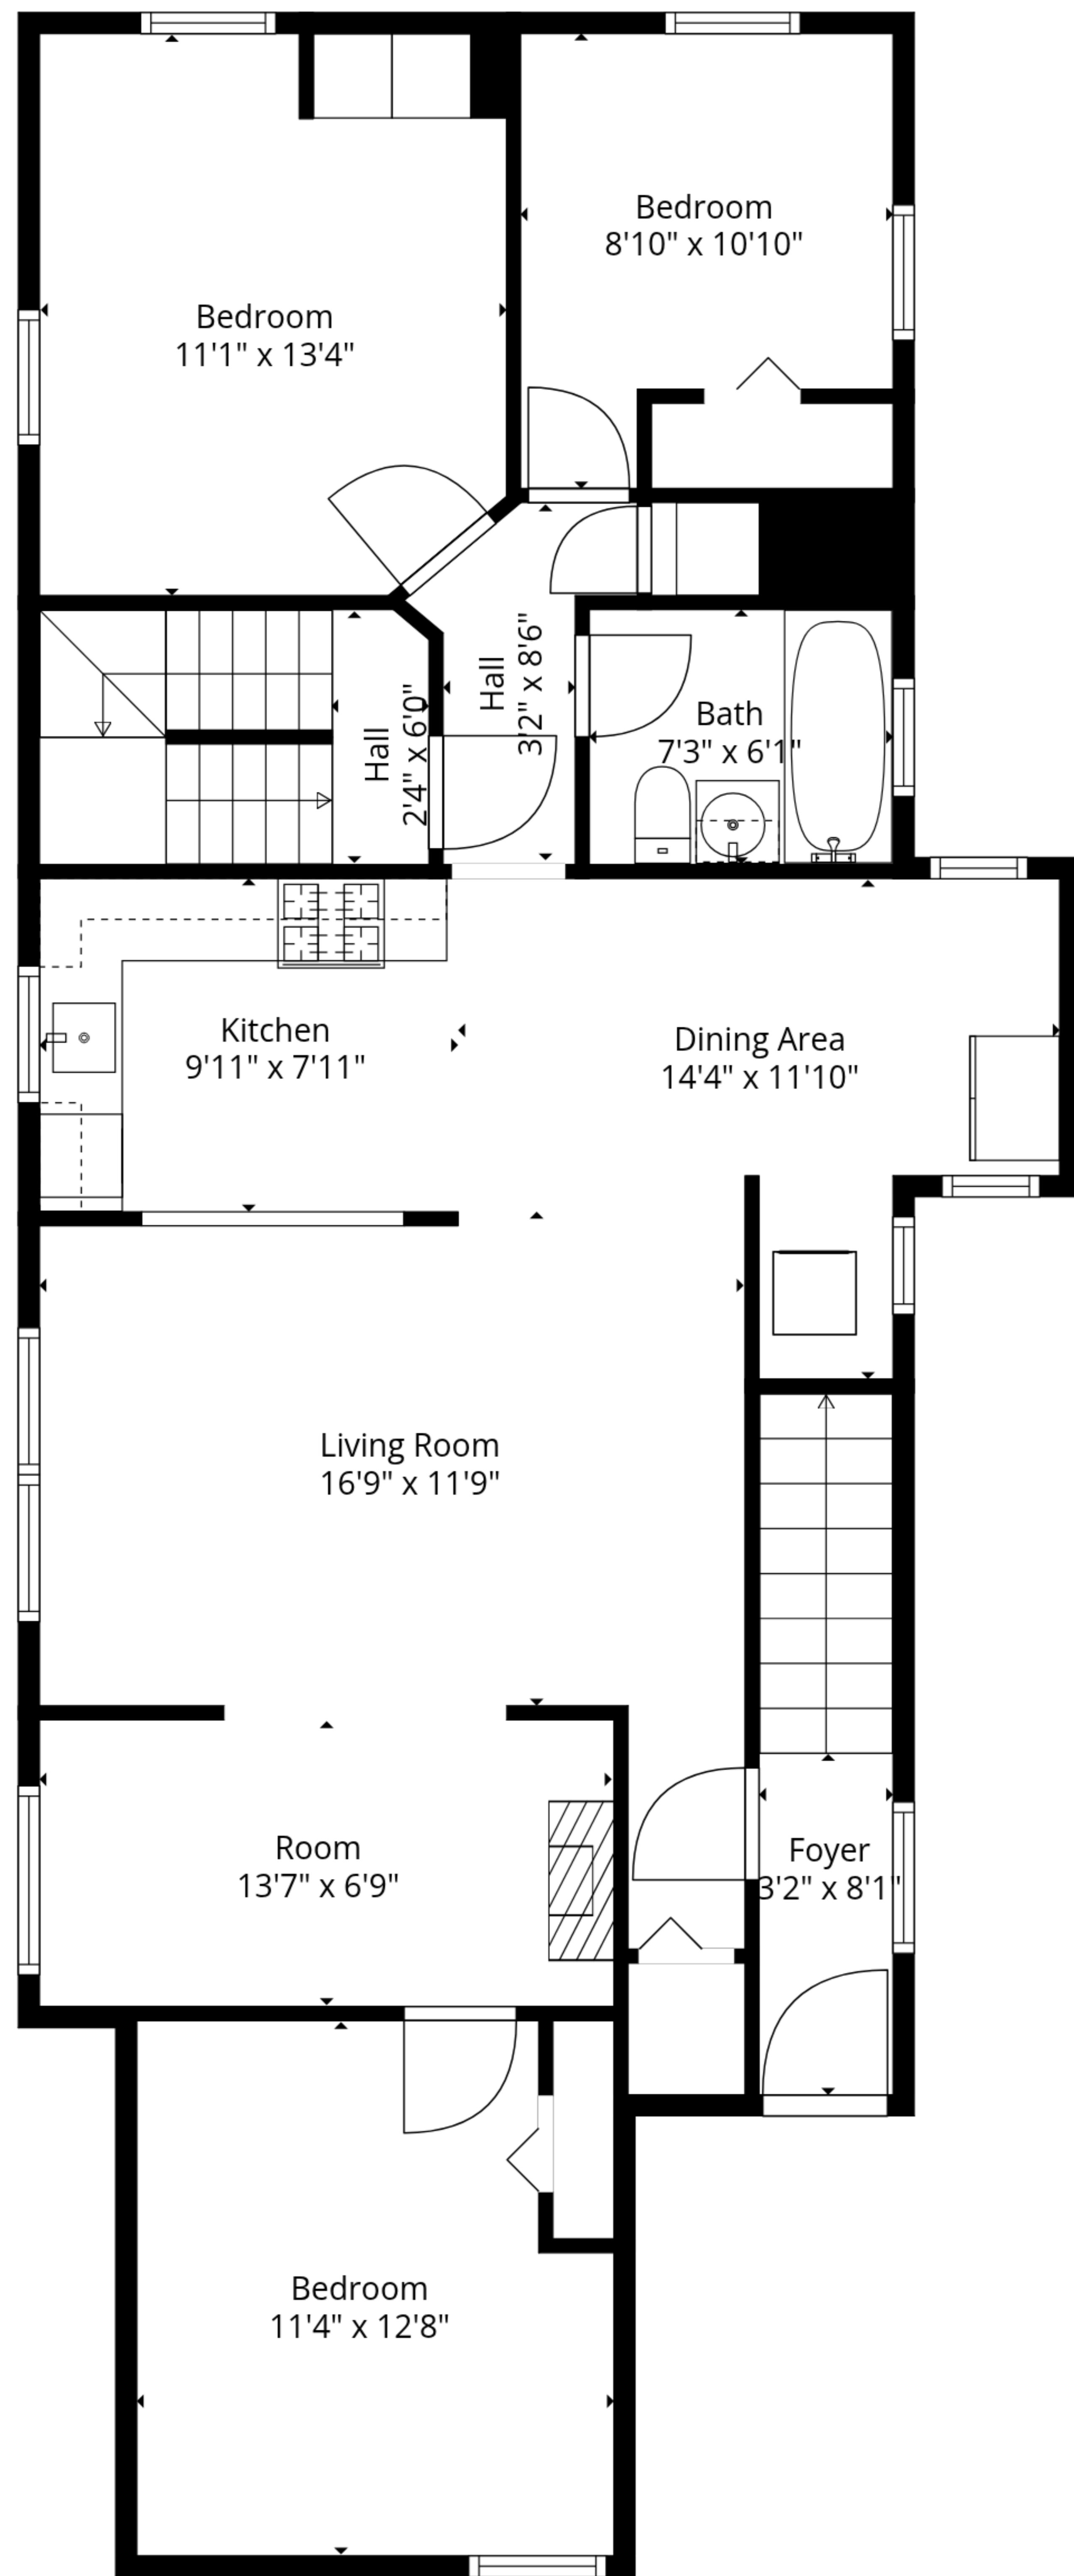 Bedroom
8'10" x 10'10"
Bedroom
11'1" x 13'4"
Hall
3'2" x 8'6"
Hall
2'4" x 6'0"
Bath
7'3" x 6'1"
Kitchen
9'11" x 7'11"
Dining Area
14'4" x 11'10"
Living Room
16'9" x 11'9"
Room
13'7" x 6'9"
Foyer
3'2" x 8'1"
Bedroom
11'4" x 12'8"